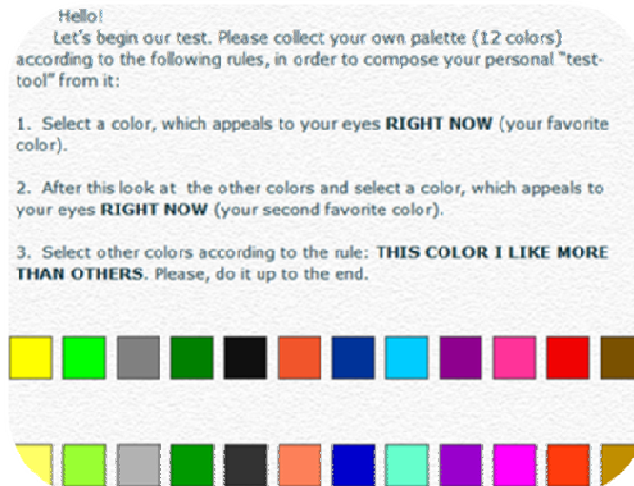 Hello!
Let's begin our test. Please collect your own palette (12 colors)
according to the following rules, in order to compose your personal "test-
tool" from it:
1. Select a color, which appeals to your eyes RIGHT NOW (your favorite
color).
2. After this look at the other colors and select a color, which appeals to
your eyes RIGHT NOW (your second favorite color).
3. Select other colors according to the rule: THIS COLOR I LIKE MORE
THAN OTHERS. Please, do it up to the end.